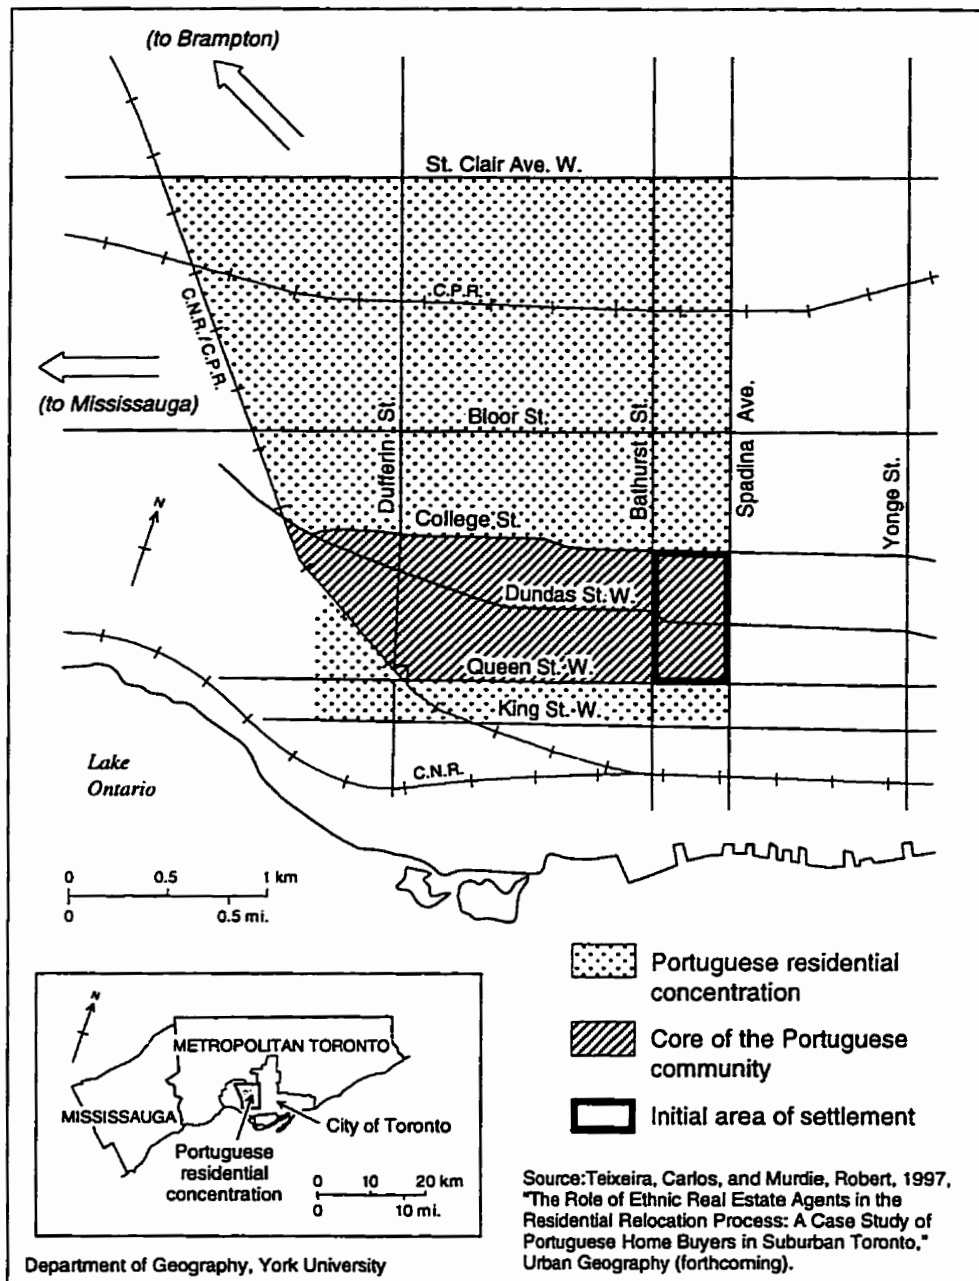 (to Brampton)
St. Clair Ave. W.
C.P.R.
C.N.R./C.P.R.
(to Mississauga)
Bloor St.
Dufferin St.
Bathurst St.
Spadina Ave.
Yonge St.
N
College St.
Dundas St. W.
Queen St. W.
King St. W.
C.N.R.
Lake
Ontario
0 0.5 1 km
0 0.5 mi.
Portuguese residential
concentration
Core of the Portuguese
community
Initial area of settlement
N
METROPOLITAN TORONTO
MISSISSAUGA
City of Toronto
Portuguese
residential
concentration
0 10 20 km
0 10 mi.
Source:Teixeira, Carlos, and Murdie, Robert, 1997,
"The Role of Ethnic Real Estate Agents in the
Residential Relocation Process: A Case Study of
Portuguese Home Buyers in Suburban Toronto,"
Urban Geography (forthcoming).
Department of Geography, York University